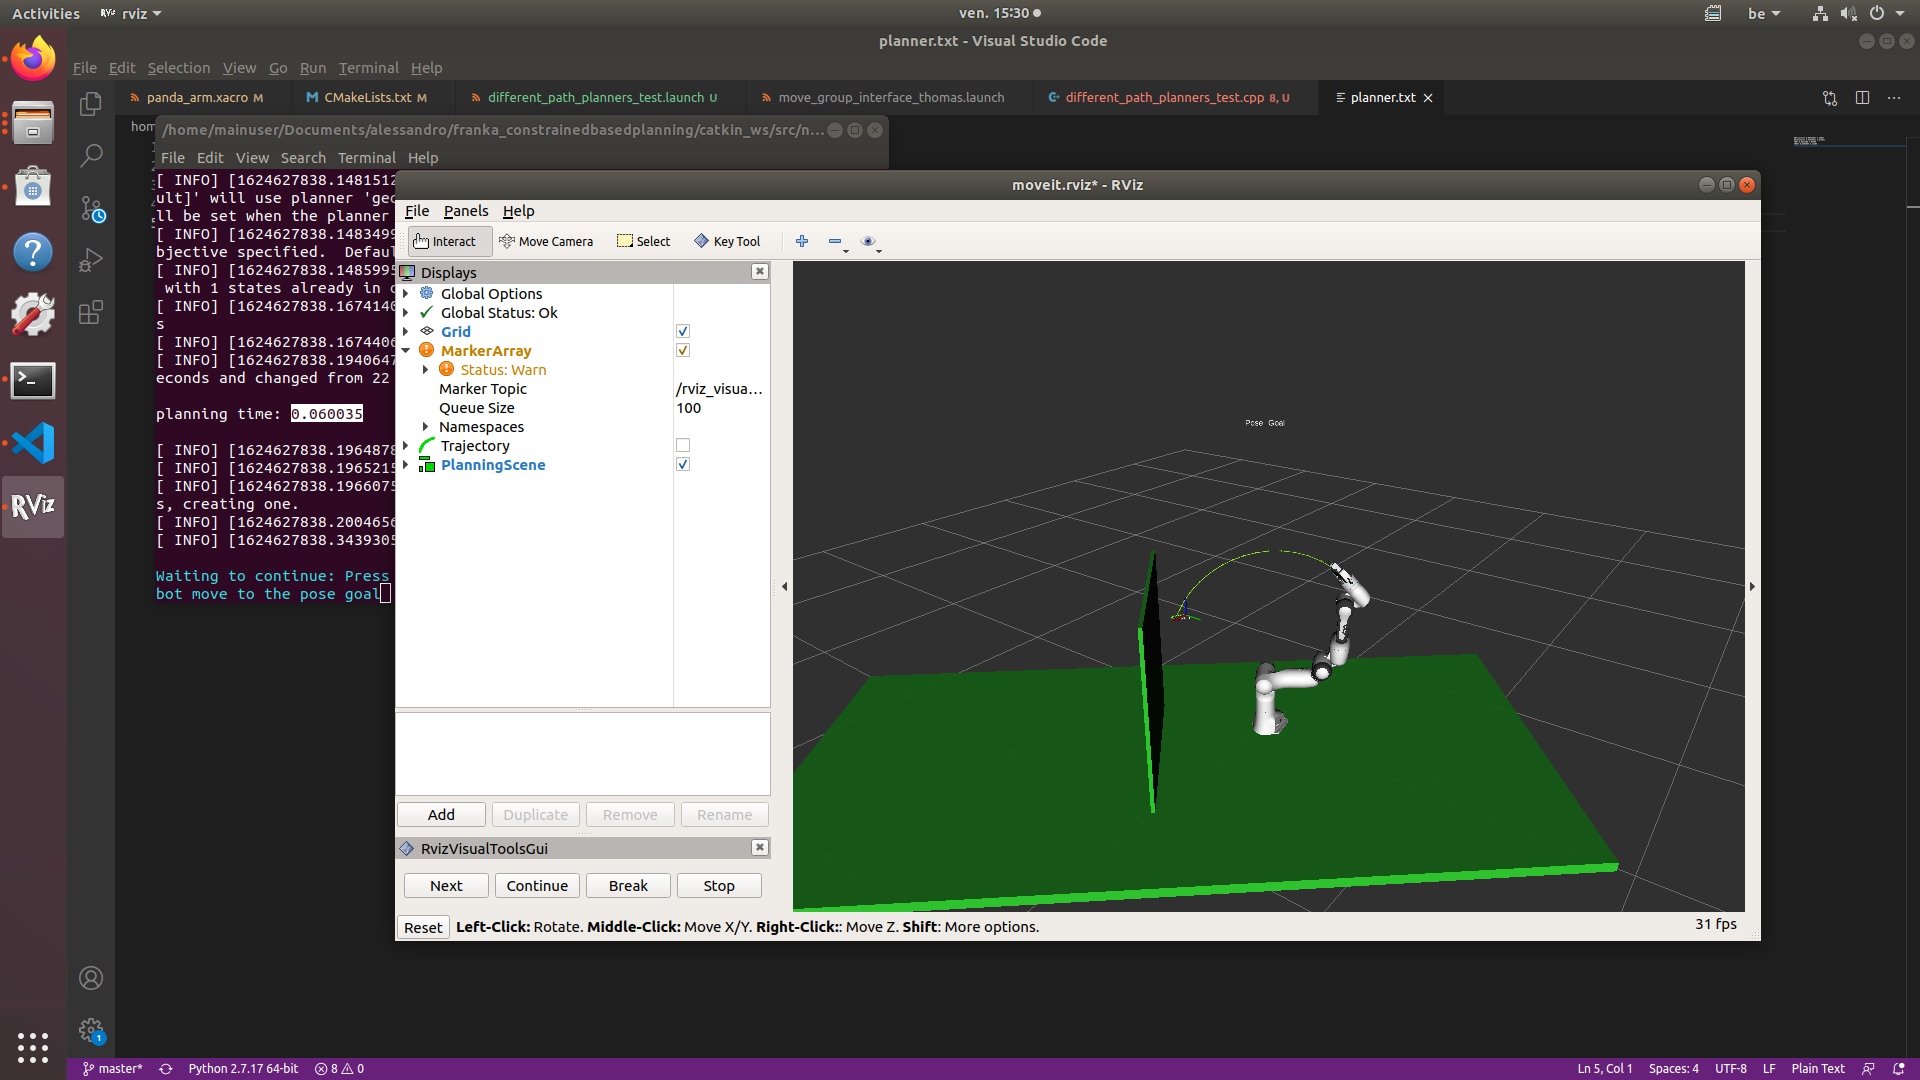 Activities
rviz
ven. 15:30
be
planner.txt - Visual Studio Code
File Edit Selection View Go Run Terminal Help
panda_arm.xacro M
CMakeLists.txt M
different_path_planners_test.launch U
move_group_interface_thomas.launch
different_path_planners_test.cpp 8, U
planner.txt
hom
/home/mainuser/Documents/alessandro/franka_constrainedbasedplanning/catkin_ws/src/n...
File Edit View Search Terminal Help
[ INFO] [1624627838.1481512
ult]' will use planner 'geo
ll be set when the planner
[ INFO] [1624627838.1483499
bjective specified.  Defaul
[ INFO] [1624627838.1485995
 with 1 states already in d
[ INFO] [1624627838.1674140
s
[ INFO] [1624627838.1674406
[ INFO] [1624627838.1940647
econds and changed from 22
planning time: 0.060035
[ INFO] [1624627838.1964878
[ INFO] [1624627838.1965215
[ INFO] [1624627838.1966075
s, creating one.
[ INFO] [1624627838.2004656
[ INFO] [1624627838.3439305
Waiting to continue: Press
bot move to the pose goal
moveit.rviz* - RViz
File Panels Help
Interact Move Camera Select Key Tool
Displays
Global Options
Global Status: Ok
Grid
MarkerArray
Status: Warn
Marker Topic /rviz_visua...
Queue Size 100
Namespaces
Trajectory
PlanningScene
Add Duplicate Remove Rename
RvizVisualToolsGui
Next Continue Break Stop
Reset Left-Click: Rotate. Middle-Click: Move X/Y. Right-Click:: Move Z. Shift: More options.
31 fps
Pose Goal
RViz
1
master* Python 2.7.17 64-bit 8 0
Ln 5, Col 1 Spaces: 4 UTF-8 LF Plain Text